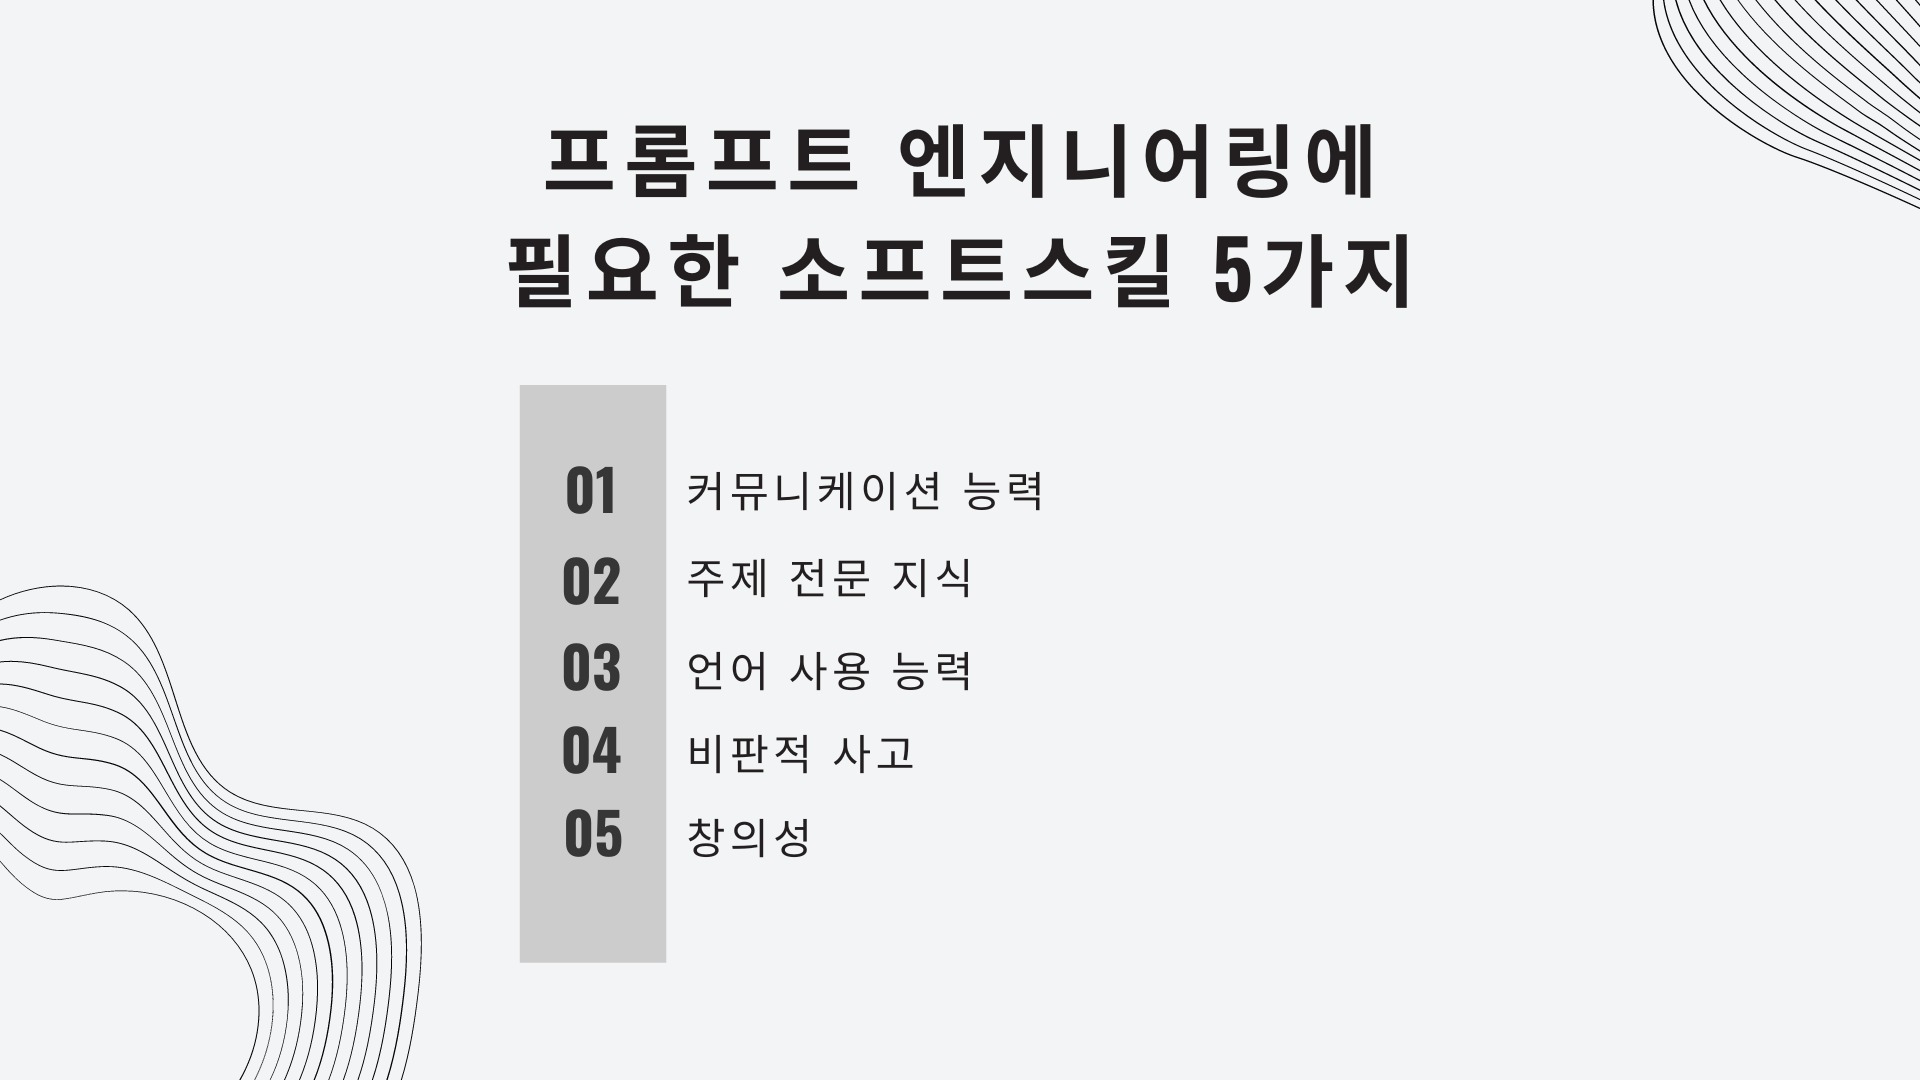 프롬프트 엔지니어링에
필요한 소프트스킬 5가지
01 커뮤니케이션 능력
02 주제 전문 지식
03 언어 사용 능력
04 비판적 사고
05 창의성